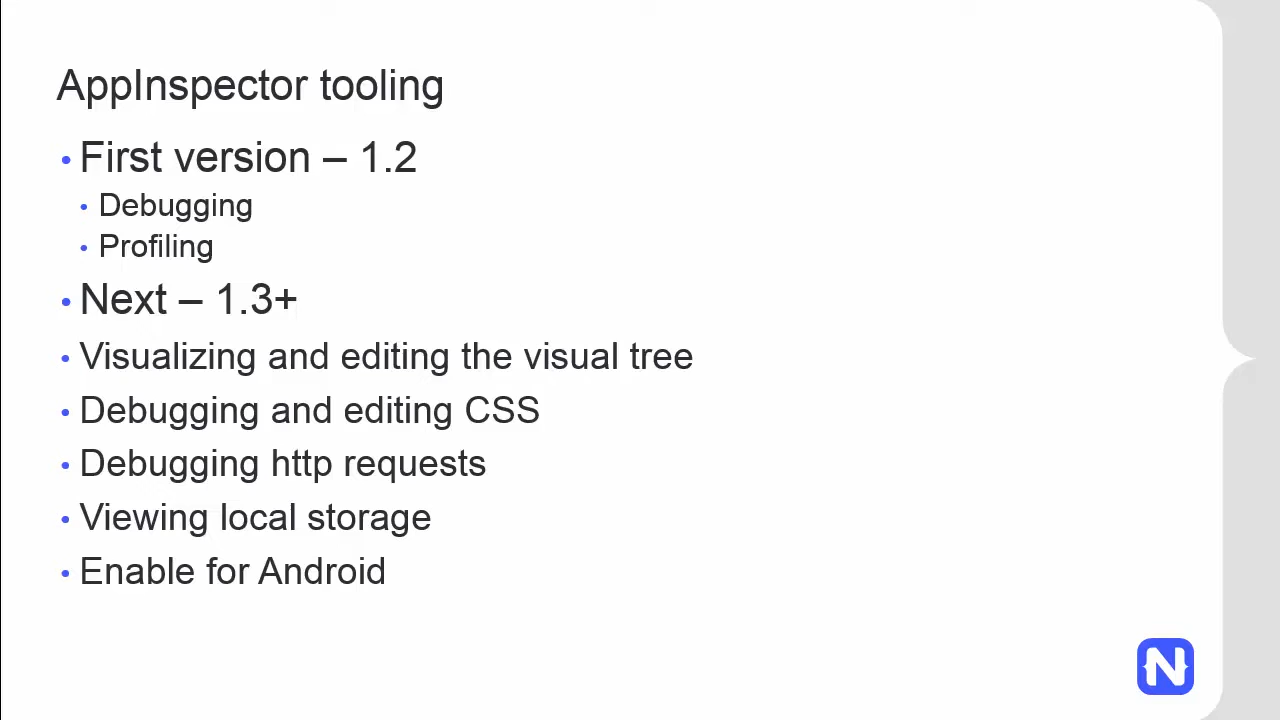 AppInspector tooling
• First version – 1.2
• Debugging
• Profiling
• Next – 1.3+
• Visualizing and editing the visual tree
• Debugging and editing CSS
• Debugging http requests
• Viewing local storage
• Enable for Android
N